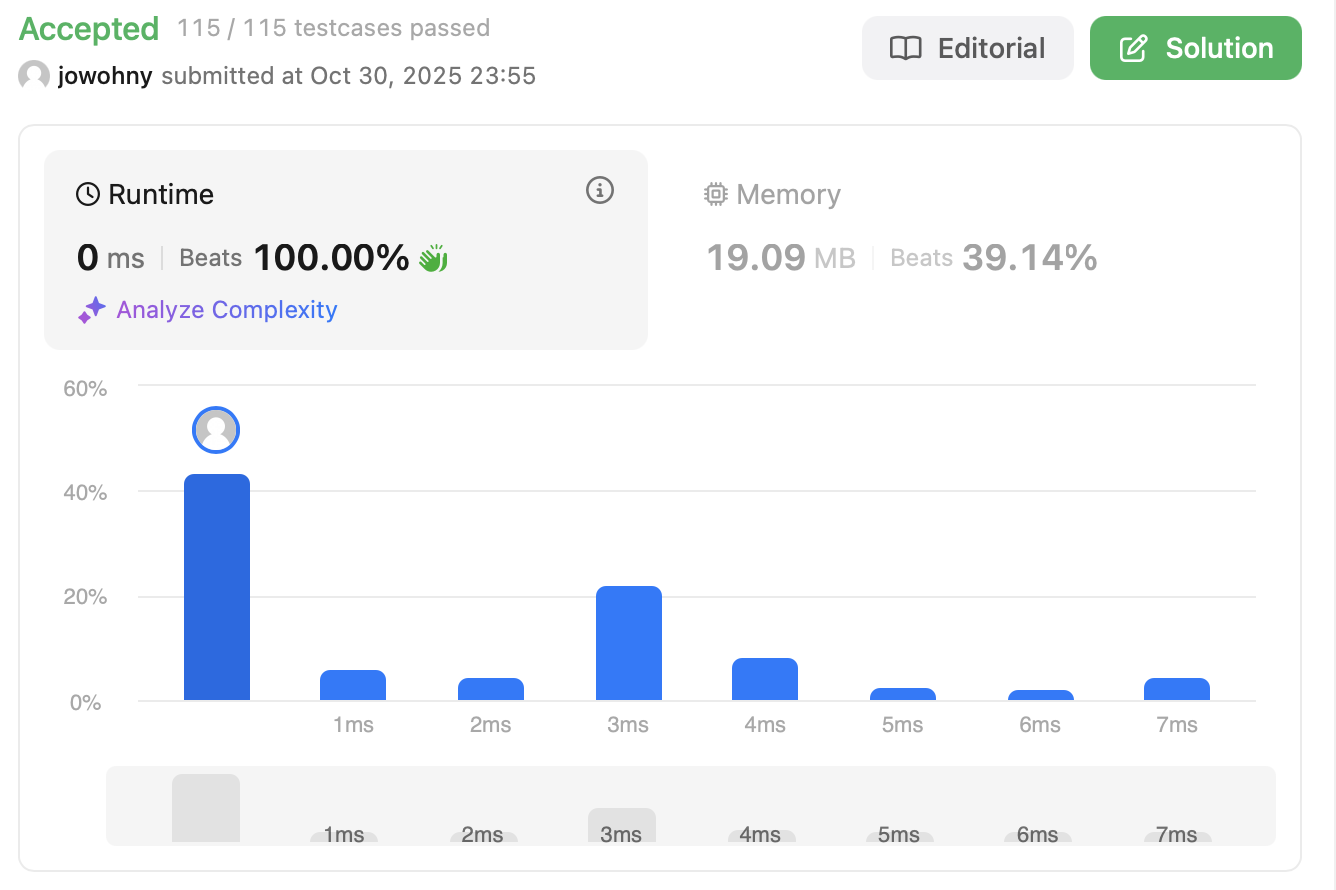 Accepted 115 / 115 testcases passed
jowohny submitted at Oct 30, 2025 23:55
Editorial
Solution
Runtime
0 ms Beats 100.00%
Analyze Complexity
Memory
19.09 MB Beats 39.14%
60%
40%
20%
0%
1ms 2ms 3ms 4ms 5ms 6ms 7ms
1ms 2ms 3ms 4ms 5ms 6ms 7ms